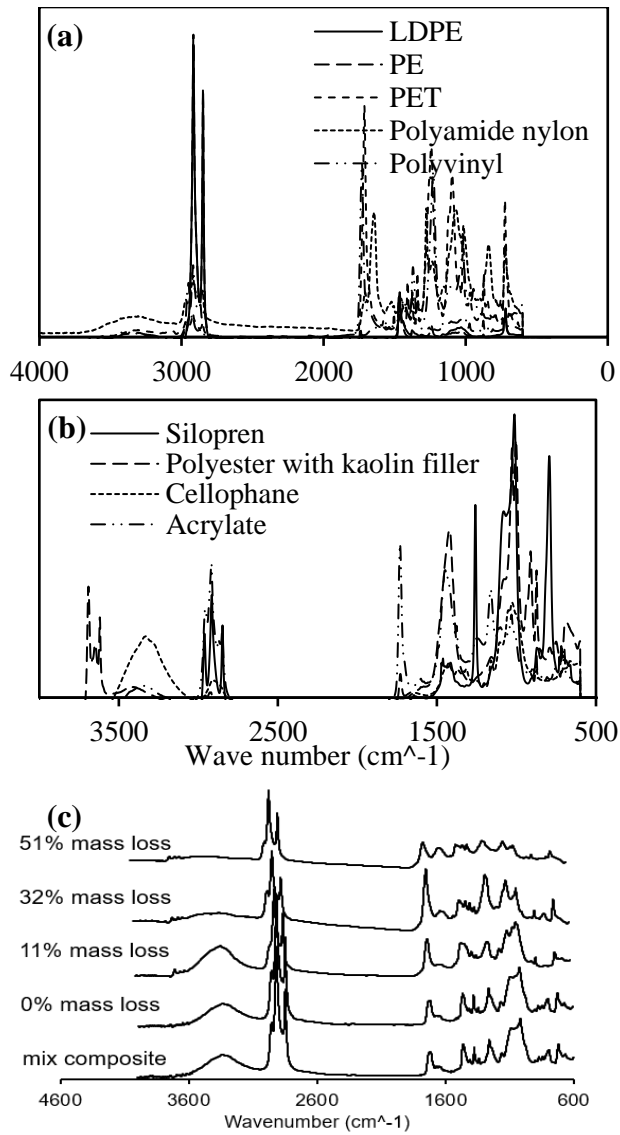 (a)
LDPE
PE
PET
Polyamide nylon
Polyvinyl
4000 3000 2000 1000 0
(b)
Silopren
Polyester with kaolin filler
Cellophane
Acrylate
3500 2500 1500 500
Wave number (cm^-1)
(c)
51% mass loss
32% mass loss
11% mass loss
0% mass loss
mix composite
4600 3600 2600 1600 600
Wavenumber (cm^-1)